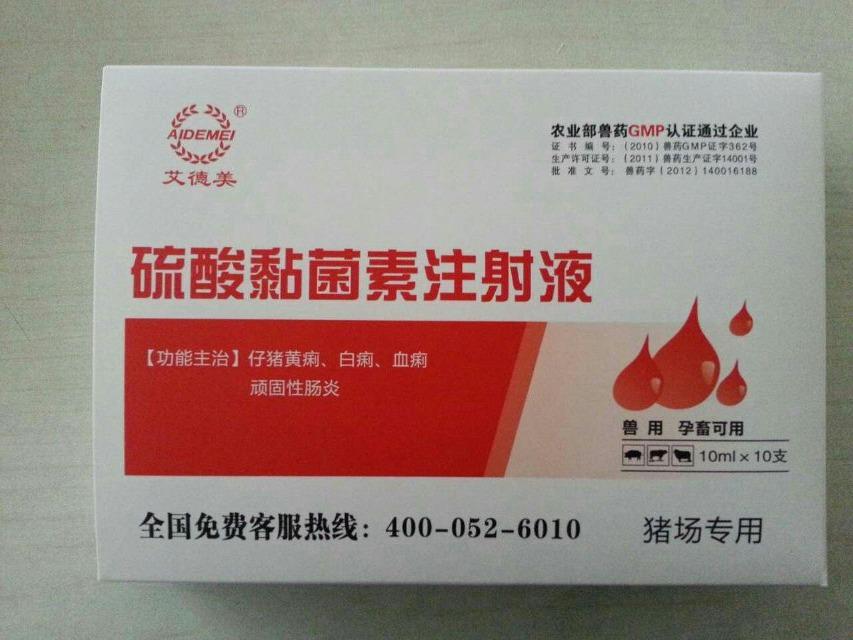 AIDEMEI®
艾德美
农业部兽药GMP认证通过企业
证书编号：（2010）兽药GMP证字362号
生产许可证号：（2011）兽药生产证字14001号
批准文号：兽药字（2012）140016188
硫酸黏菌素注射液
【功能主治】仔猪黄痢、白痢、血痢
顽固性肠炎
兽用 孕畜可用
10ml×10支
全国免费客服热线：400-052-6010
猪场专用